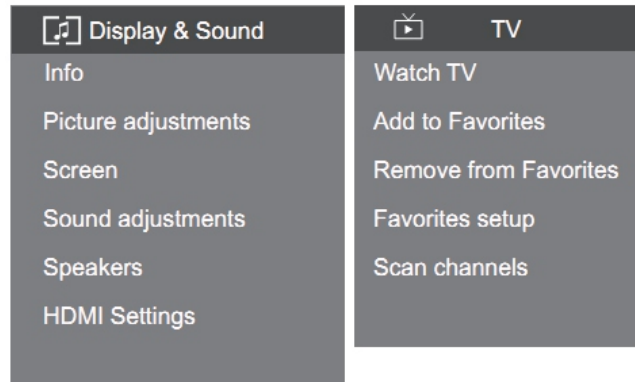 Display & Sound
Info
Picture adjustments
Screen
Sound adjustments
Speakers
HDMI Settings
TV
Watch TV
Add to Favorites
Remove from Favorites
Favorites setup
Scan channels